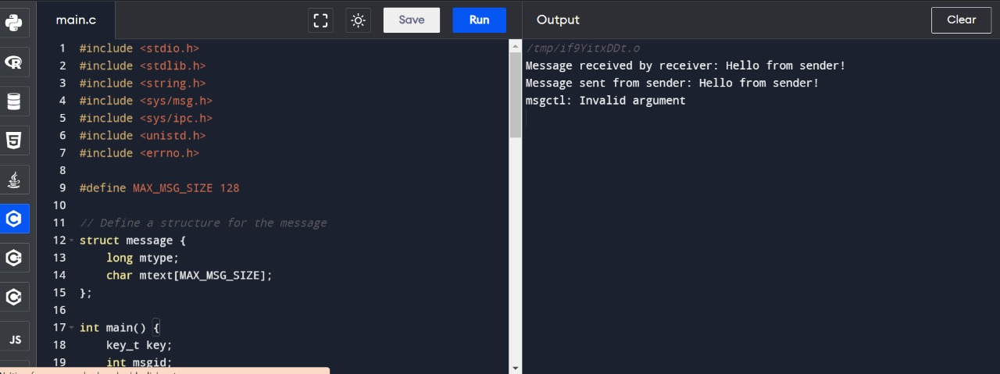 main.c
Save
Run
Output
Clear
1 #include <stdio.h>
2 #include <stdlib.h>
3 #include <string.h>
4 #include <sys/msg.h>
5 #include <sys/ipc.h>
6 #include <unistd.h>
7 #include <errno.h>
8
9 #define MAX_MSG_SIZE 128
10
11 // Define a structure for the message
12 struct message {
13 long mtype;
14 char mtext[MAX_MSG_SIZE];
15 };
16
17 int main() {
18 key_t key;
19 int msgid;
/tmp/if9YitxDDt.o
Message received by receiver: Hello from sender!
Message sent from sender: Hello from sender!
msgctl: Invalid argument
R
5
C
C
C
JS